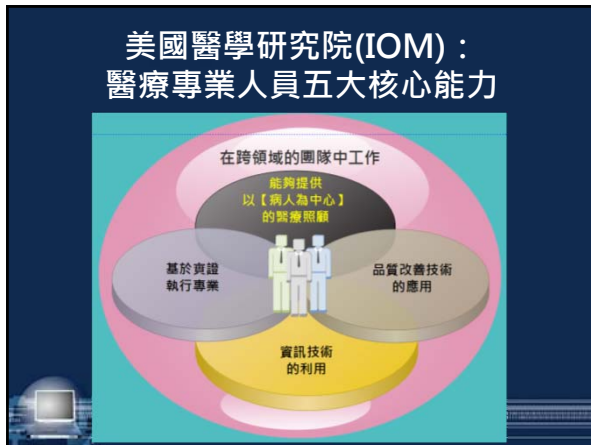 美國醫學研究院(IOM)：
醫療專業人員五大核心能力
在跨領域的團隊中工作
能夠提供
以【病人為中心】
的醫療照顧
基於實證
執行專業
品質改善技術
的應用
資訊技術
的利用